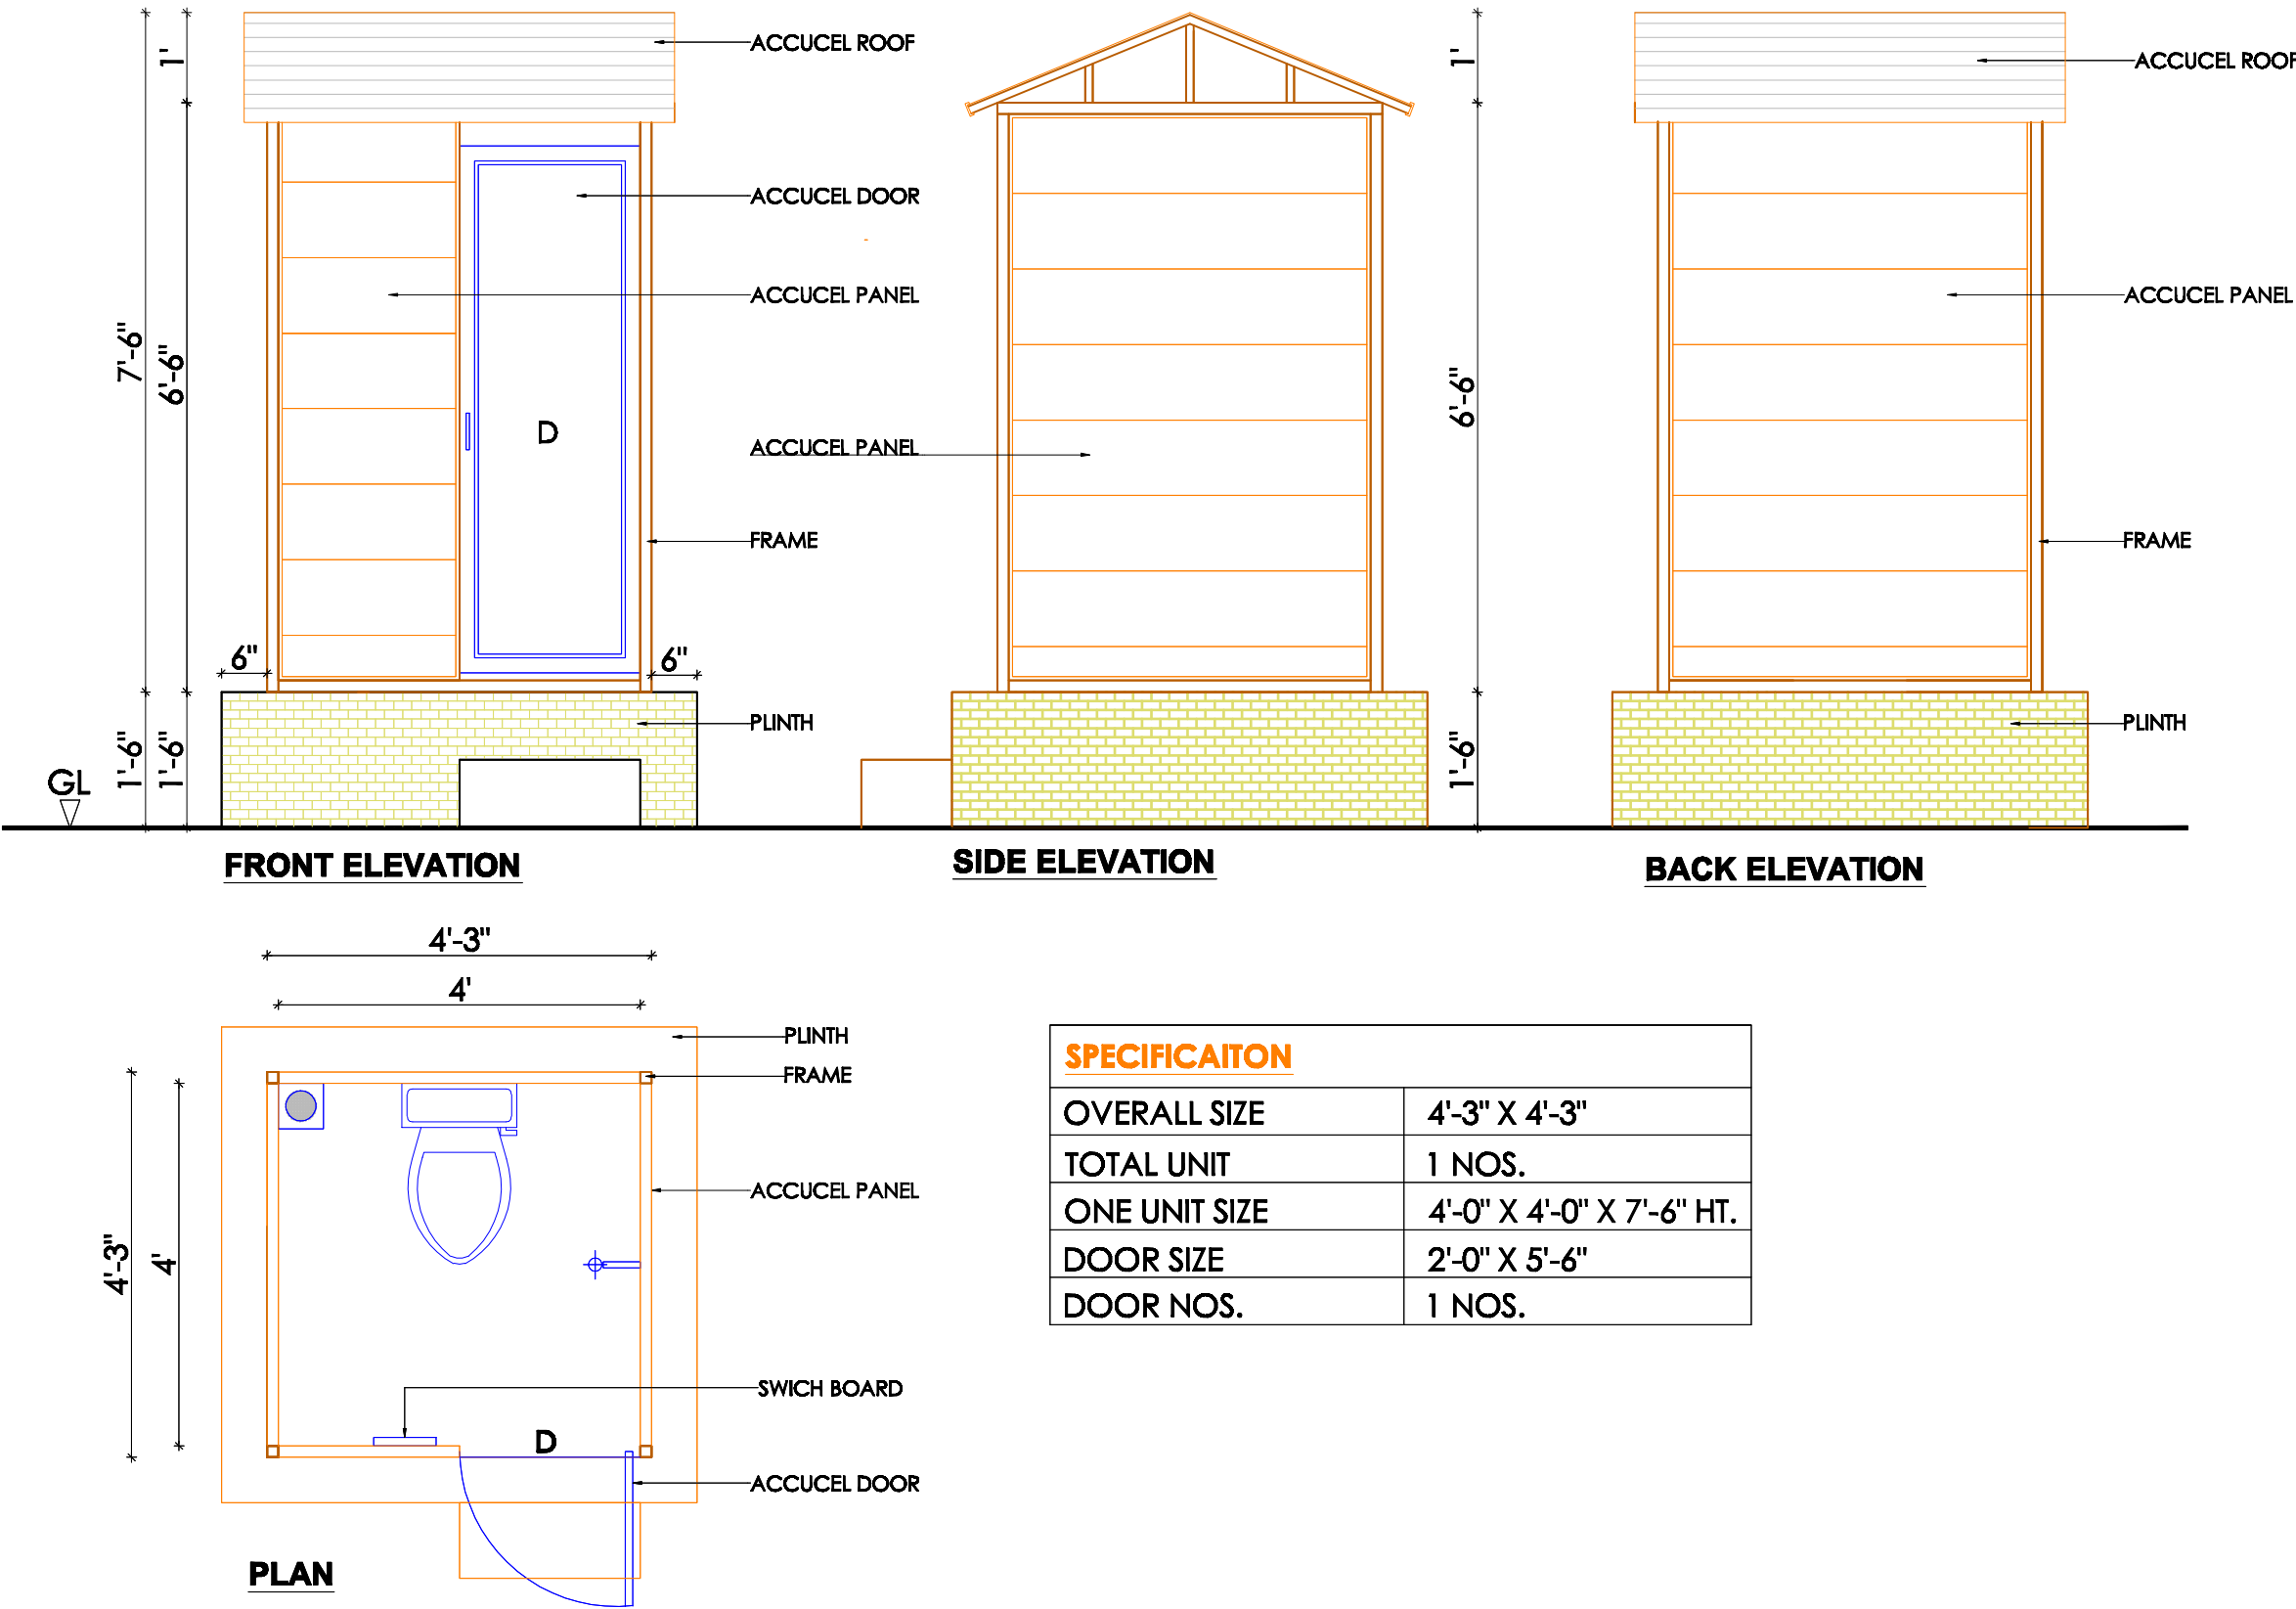 1'
ACCUCEL ROOF
1'
ACCUCEL ROOF
ACCUCEL DOOR
ACCUCEL PANEL
ACCUCEL PANEL
7'-6"
6'-6"
6'-6"
D
ACCUCEL PANEL
FRAME
FRAME
6"
6"
PLINTH
PLINTH
1'-6"
1'-6"
1'-6"
GL
FRONT ELEVATION
SIDE ELEVATION
BACK ELEVATION
4'-3"
4'
PLINTH
FRAME
ACCUCEL PANEL
4'-3"
4'
SWICH BOARD
D
ACCUCEL DOOR
PLAN
SPECIFICAITON
OVERALL SIZE 4'-3" X 4'-3"
TOTAL UNIT 1 NOS.
ONE UNIT SIZE 4'-0" X 4'-0" X 7'-6" HT.
DOOR SIZE 2'-0" X 5'-6"
DOOR NOS. 1 NOS.